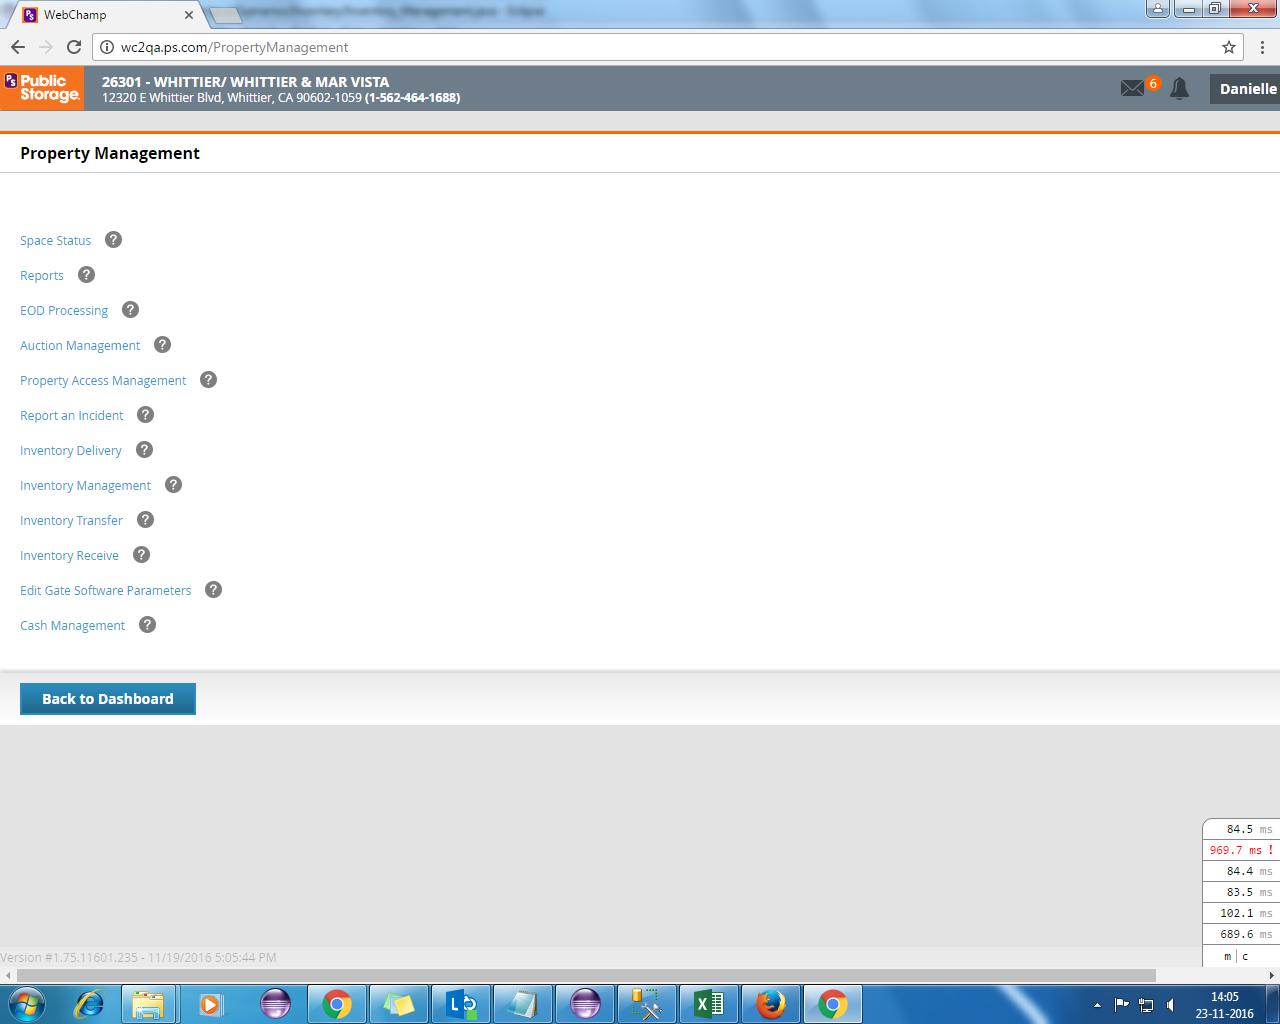 WebChamp
wc2qa.ps.com/PropertyManagement
PS Public Storage.
26301 - WHITTIER/ WHITTIER & MAR VISTA
12320 E Whittier Blvd, Whittier, CA 90602-1059 (1-562-464-1688)
6
Danielle
Property Management
Space Status ?
Reports ?
EOD Processing ?
Auction Management ?
Property Access Management ?
Report an Incident ?
Inventory Delivery ?
Inventory Management ?
Inventory Transfer ?
Inventory Receive ?
Edit Gate Software Parameters ?
Cash Management ?
Back to Dashboard
84.5 ms
969.7 ms !
84.4 ms
83.5 ms
102.1 ms
689.6 ms
m | c
Version #1.75.11601.235 - 11/19/2016 5:05:44 PM
14:05
23-11-2016